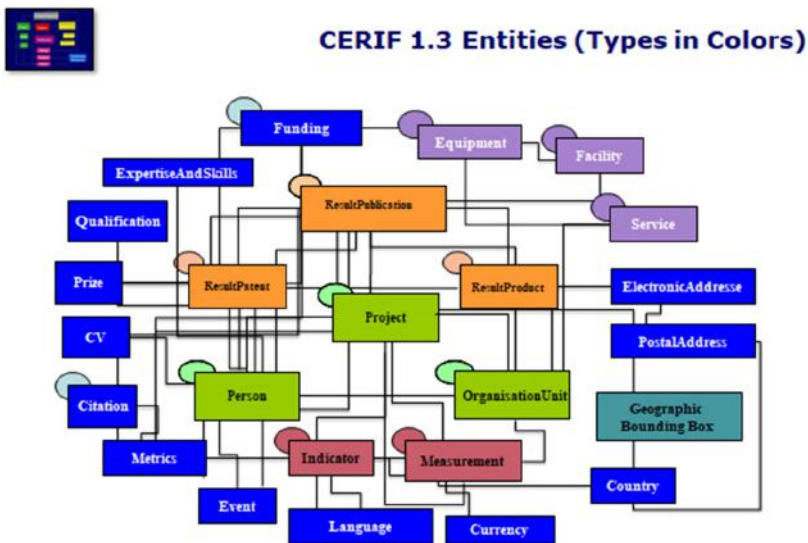 CERIF 1.3 Entities (Types in Colors)
Funding
Equipment
Facility
ExpertiseAndSkills
ResultPublication
Qualification
Service
Prize
ResultPatent
ResultProduct
ElectronicAddresse
Project
CV
PostalAddress
Person
OrganisationUnit
Citation
Geographic
Bounding Box
Metrics
Indicator
Measurement
Country
Event
Language
Currency